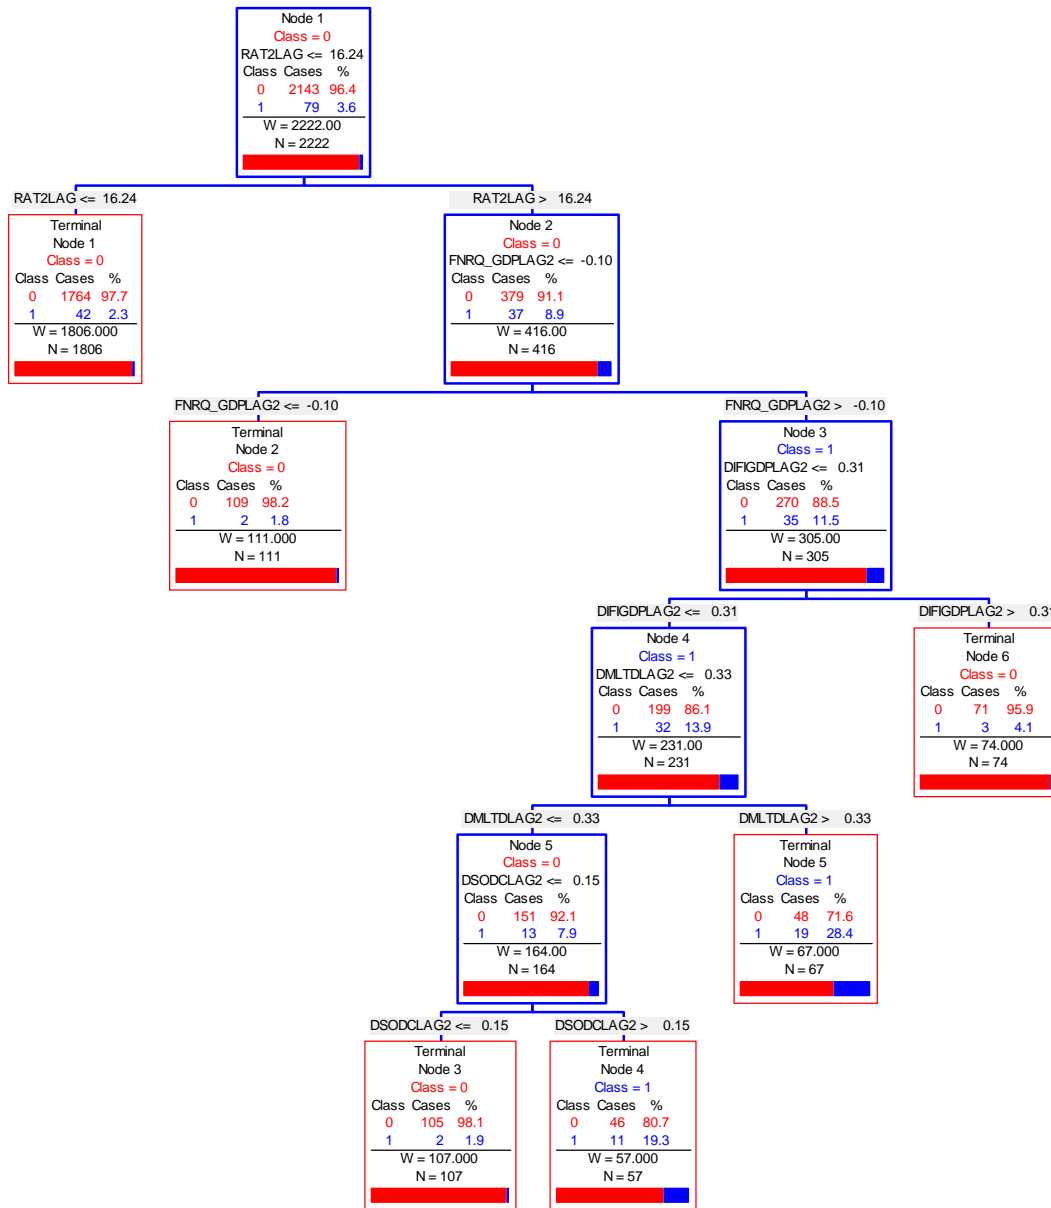 Node 1
Class = 0
RAT2LAG <= 16.24
Class Cases %
0 2143 96.4
1 79 3.6
W = 2222.00
N = 2222
RAT2LAG <= 16.24
RAT2LAG > 16.24
Terminal
Node 1
Class = 0
Class Cases %
0 1764 97.7
1 42 2.3
W = 1806.000
N = 1806
Node 2
Class = 0
FNRQ_GDPLAG2 <= -0.10
Class Cases %
0 379 91.1
1 37 8.9
W = 416.00
N = 416
FNRQ_GDPLAG2 <= -0.10
FNRQ_GDPLAG2 > -0.10
Terminal
Node 2
Class = 0
Class Cases %
0 109 98.2
1 2 1.8
W = 111.000
N = 111
Node 3
Class = 1
DIFIGDPLAG2 <= 0.31
Class Cases %
0 270 88.5
1 35 11.5
W = 305.00
N = 305
DIFIGDPLAG2 <= 0.31
DIFIGDPLAG2 > 0.31
Node 4
Class = 1
DMLTDLAG2 <= 0.33
Class Cases %
0 199 86.1
1 32 13.9
W = 231.00
N = 231
Terminal
Node 6
Class = 0
Class Cases %
0 71 95.9
1 3 4.1
W = 74.000
N = 74
DMLTDLAG2 <= 0.33
DMLTDLAG2 > 0.33
Node 5
Class = 0
DSODCLAG2 <= 0.15
Class Cases %
0 151 92.1
1 13 7.9
W = 164.00
N = 164
Terminal
Node 5
Class = 1
Class Cases %
0 48 71.6
1 19 28.4
W = 67.000
N = 67
DSODCLAG2 <= 0.15
DSODCLAG2 > 0.15
Terminal
Node 3
Class = 0
Class Cases %
0 105 98.1
1 2 1.9
W = 107.000
N = 107
Terminal
Node 4
Class = 1
Class Cases %
0 46 80.7
1 11 19.3
W = 57.000
N = 57